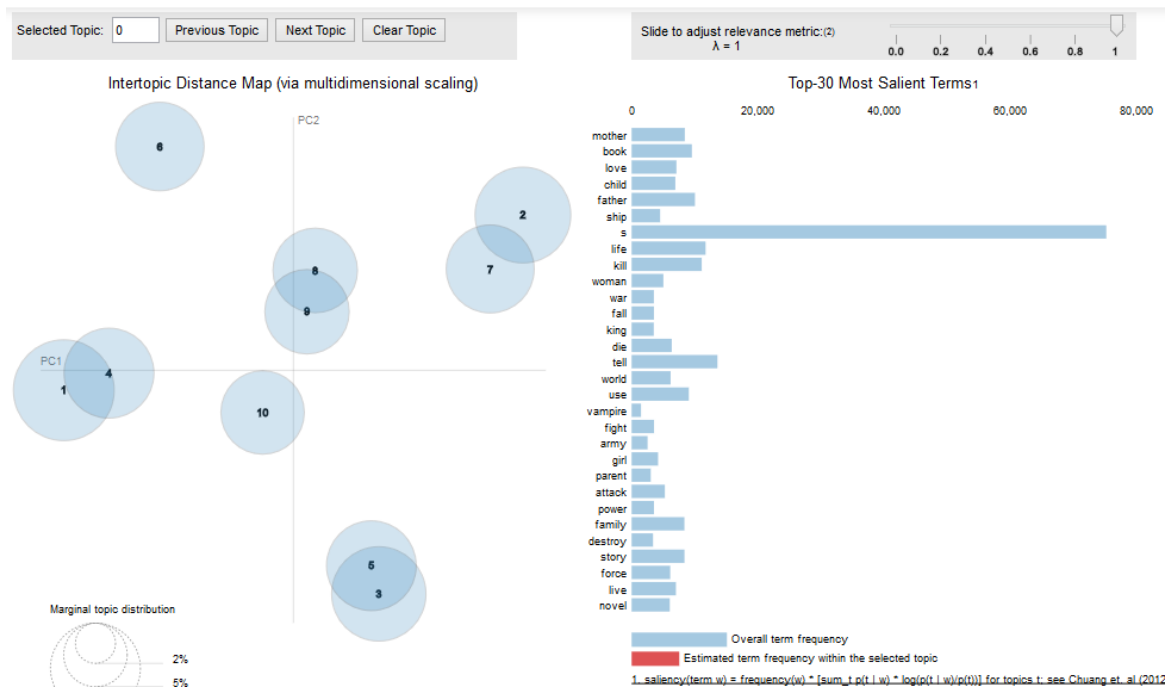 Selected Topic: 0 Previous Topic Next Topic Clear Topic
Slide to adjust relevance metric:(2)
λ = 1
0.0 0.2 0.4 0.6 0.8 1
Intertopic Distance Map (via multidimensional scaling)
PC2
PC1
6
2
7
8
9
4
1
10
5
3
Marginal topic distribution
2%
5%
Top-30 Most Salient Terms1
0 20,000 40,000 60,000 80,000
mother
book
love
child
father
ship
s
life
kill
woman
war
fall
king
die
tell
world
use
vampire
fight
army
girl
parent
attack
power
family
destroy
story
force
live
novel
Overall term frequency
Estimated term frequency within the selected topic
1. saliency(term w) = frequency(w) * [sum_t p(t | w) * log(p(t | w)/p(t))] for topics t; see Chuang et. al (2012